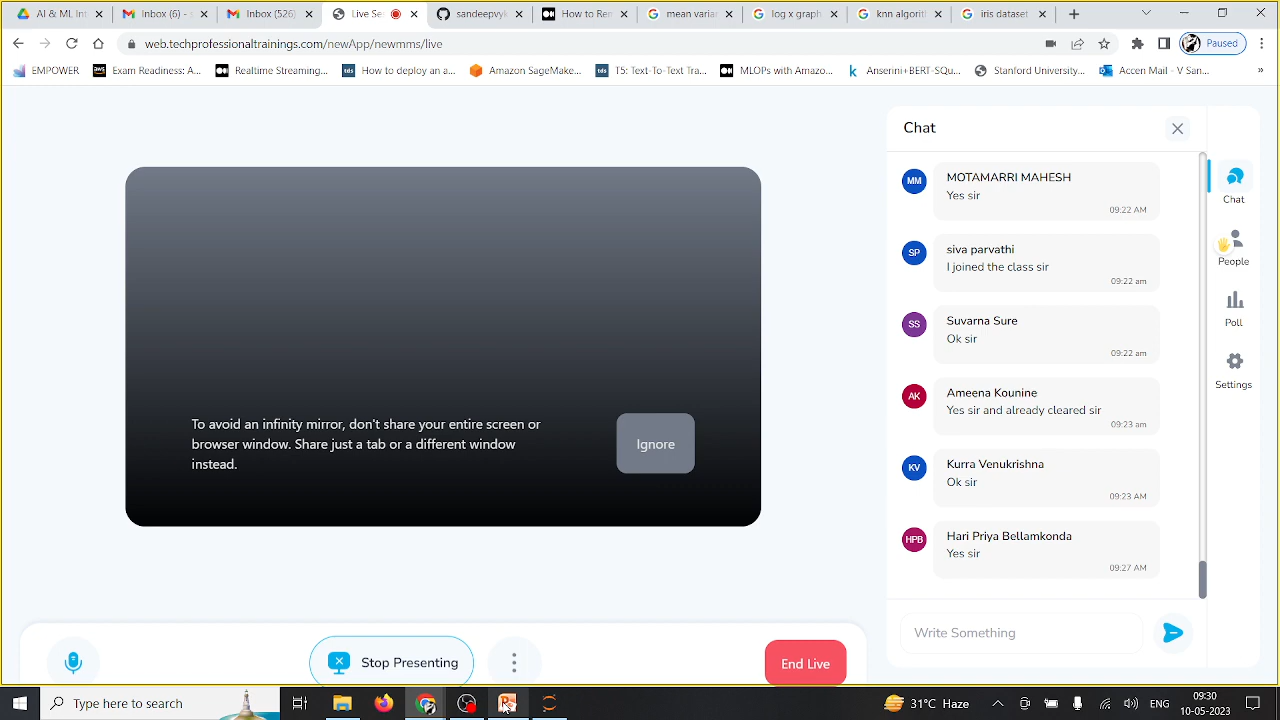 AI & ML Int
Inbox (6) - s
Inbox (526)
Live Se
sandeepvyk
How to Ren
mean varian
log x graph
knn algorith
iris dataset
web.techprofessionaltrainings.com/newApp/newmms/live
Paused
EMPOWER
Exam Readiness: A...
Realtime Streaming...
How to deploy an a...
Amazon SageMake...
T5: Text-To-Text Tra...
MLOPs with Amazo...
Anserini+BERT-SQu...
Stanford University...
Accen Mail - V San...
»
Chat
MM
MOTAMARRI MAHESH
Yes sir
09:22 AM
SP
siva parvathi
I joined the class sir
09:22 am
SS
Suvarna Sure
Ok sir
09:22 am
AK
Ameena Kounine
Yes sir and already cleared sir
09:23 am
KV
Kurra Venukrishna
Ok sir
09:23 AM
HPB
Hari Priya Bellamkonda
Yes sir
09:27 AM
Write Something
Chat
People
Poll
Settings
To avoid an infinity mirror, don't share your entire screen or
browser window. Share just a tab or a different window
instead.
Ignore
Stop Presenting
End Live
Type here to search
31°C Haze
ENG
09:30
10-05-2023